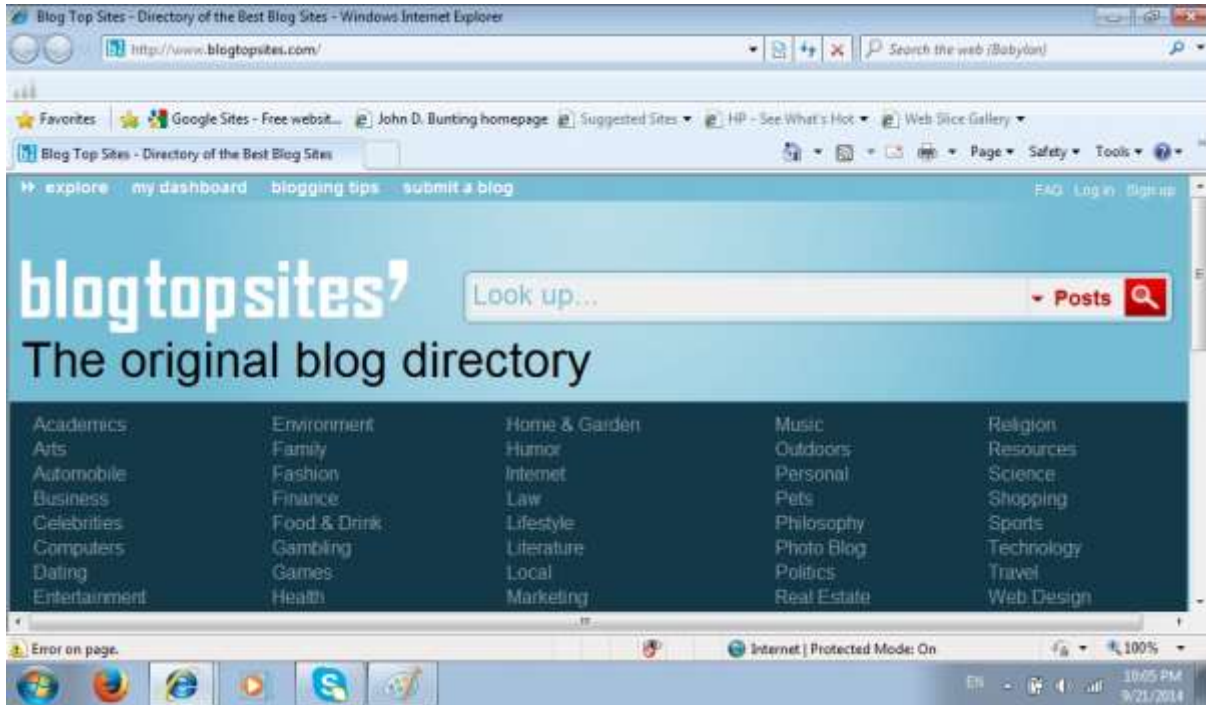 Blog Top Sites - Directory of the Best Blog Sites - Windows Internet Explorer
http://www.blogtopsites.com/ Search the web (Babylon)
Favorites Google Sites - Free websit... John D. Bunting homepage Suggested Sites HP - See What's Hot Web Slice Gallery
Blog Top Sites - Directory of the Best Blog Sites Page Safety Tools
explore my dashboard blogging tips submit a blog FAQ Log in Sign up
blogtopsites' Look up... Posts
The original blog directory
Academics Environment Home & Garden Music Religion
Arts Family Humor Outdoors Resources
Automobile Fashion Internet Personal Science
Business Finance Law Pets Shopping
Celebrities Food & Drink Lifestyle Philosophy Sports
Computers Gambling Literature Photo Blog Technology
Dating Games Local Politics Travel
Entertainment Health Marketing Real Estate Web Design
Error on page. Internet | Protected Mode: On 100%
EN 10:05 PM
9/21/2014